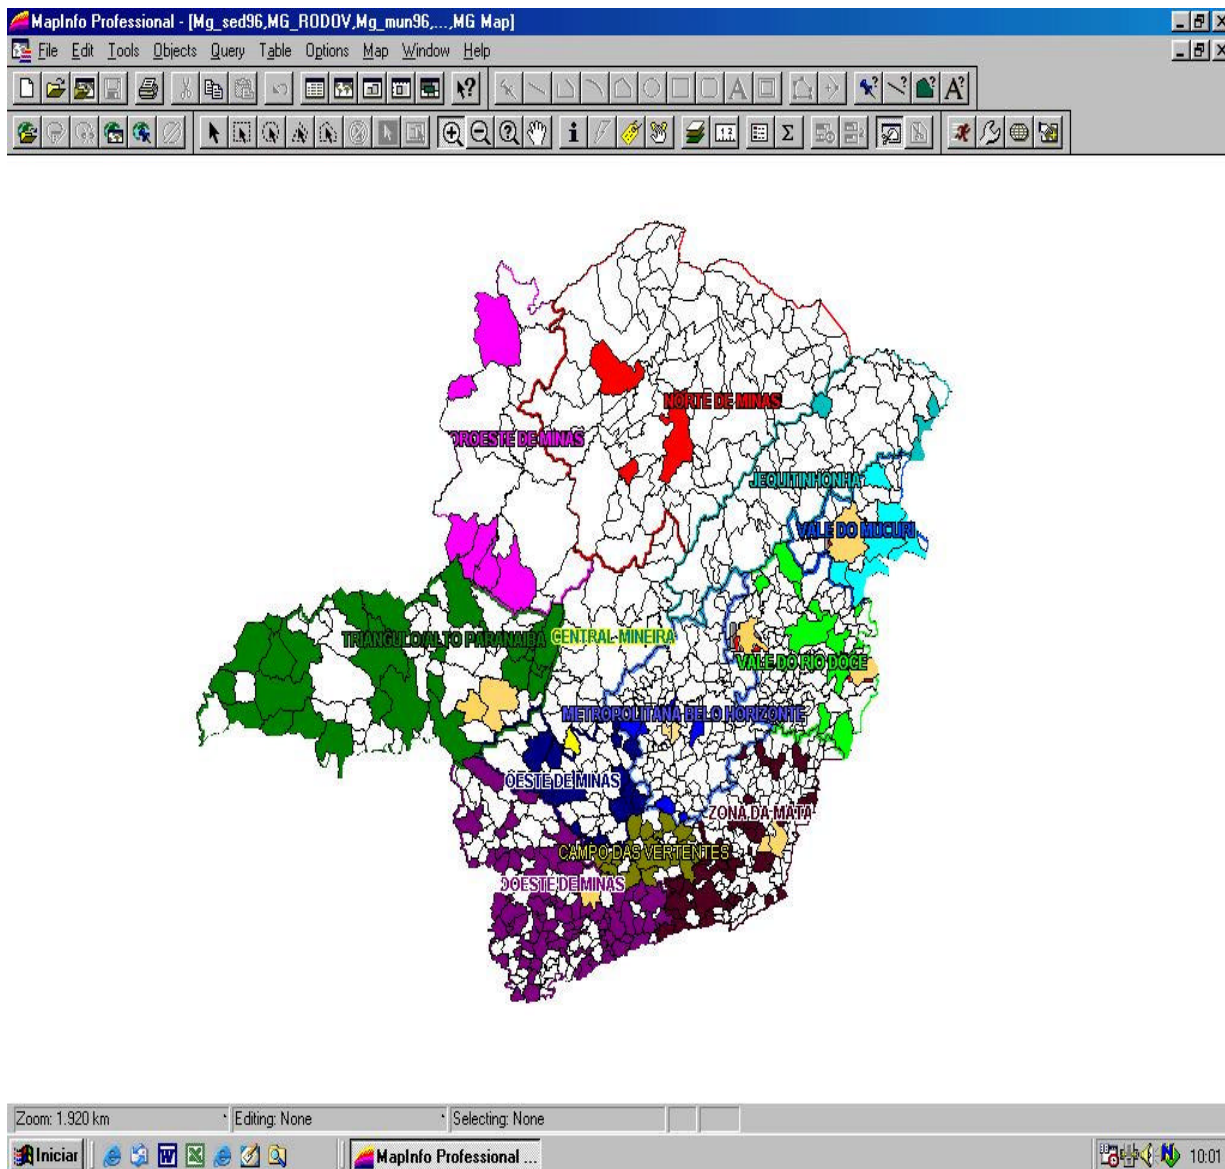 MapInfo Professional - [Mg_sed96,MG_RODOV,Mg_mun96,...,MG Map]
File Edit Tools Objects Query Table Options Map Window Help
NORTE DE MINAS
OROESTE DE MINAS
JEQUITINHONHA
VALE DO MUCURI
TRIANGULO/ALTO PARANAIBA
CENTRAL MINEIRA
VALE DO RIO DOCE
METROPOLITANA BELO HORIZONTE
OESTE DE MINAS
ZONA DA MATA
CAMPO DAS VERTENTES
DOESTE DE MINAS
Zoom: 1.920 km Editing: None Selecting: None
Iniciar MapInfo Professional ... 10:01